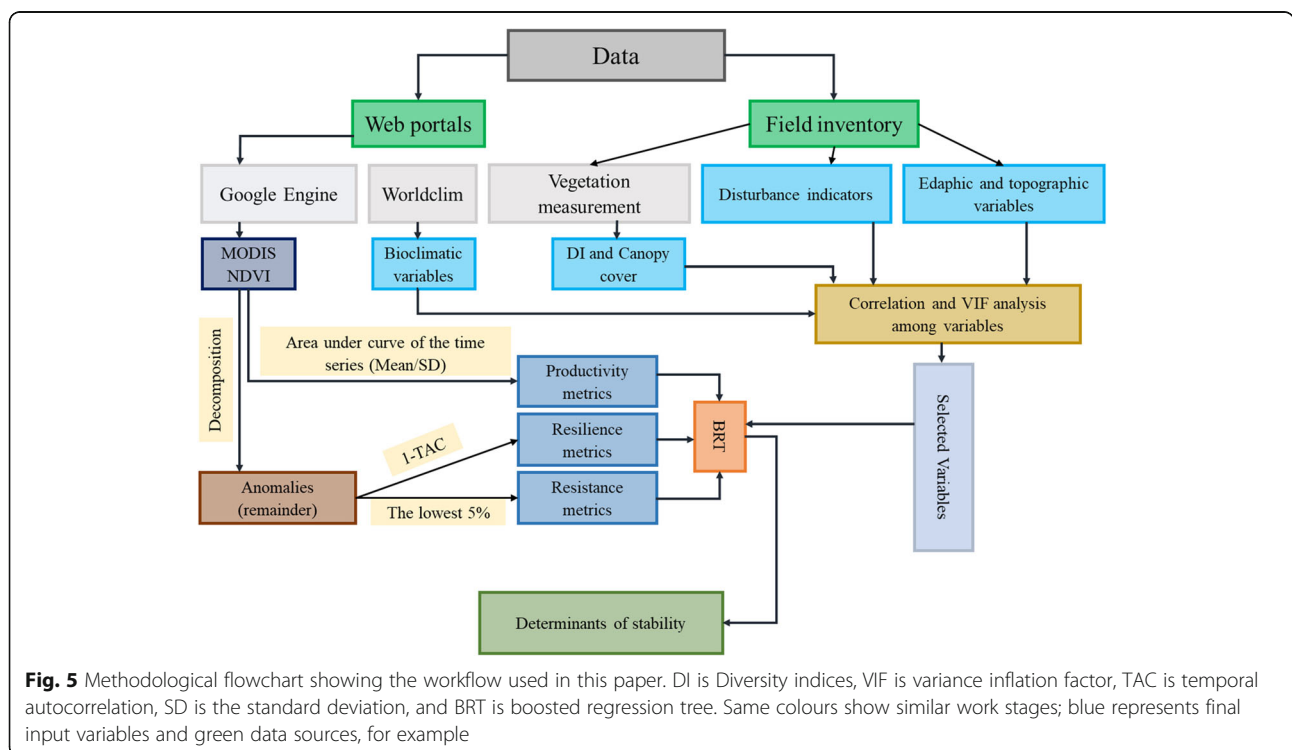 Data
Web portals
Field inventory
Google Engine
Worldclim
Vegetation
measurement
Disturbance indicators
Edaphic and topographic
variables
MODIS
NDVI
Bioclimatic
variables
DI and Canopy
cover
Correlation and VIF analysis
among variables
Decomposition
Area under curve of the time
series (Mean/SD)
Productivity
metrics
Selected Variables
1-TAC
Resilience
metrics
BRT
Anomalies
(remainder)
The lowest 5%
Resistance
metrics
Determinants of stability
Fig. 5 Methodological flowchart showing the workflow used in this paper. DI is Diversity indices, VIF is variance inflation factor, TAC is temporal
autocorrelation, SD is the standard deviation, and BRT is boosted regression tree. Same colours show similar work stages; blue represents final
input variables and green data sources, for example